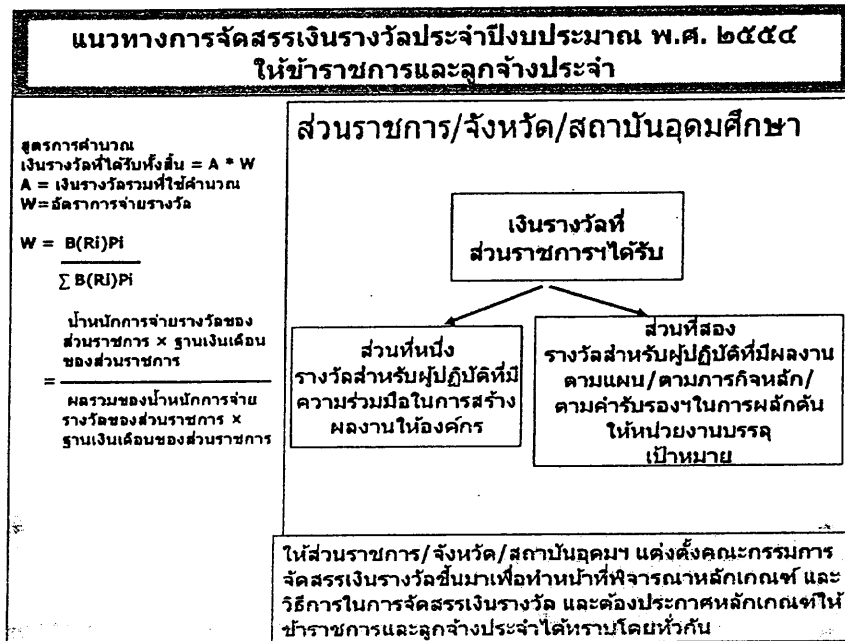 แนวทางการจัดสรรเงินรางวัลประจำปีงบประมาณ พ.ศ. ๒๕๕๔
ให้ข้าราชการและลูกจ้างประจำ
สูตรการคำนวณ
เงินรางวัลที่ได้รับทั้งสิ้น = A * W
A = เงินรางวัลรวมที่ใช้คำนวณ
W=อัตราการจ่ายรางวัล
W = B(Ri)Pi
∑ B(Ri)Pi
น้ำหนักการจ่ายรางวัลของ
ส่วนราชการ × ฐานเงินเดือน
ของส่วนราชการ
=
ผลรวมของน้ำหนักการจ่าย
รางวัลของส่วนราชการ ×
ฐานเงินเดือนของส่วนราชการ
ส่วนราชการ/จังหวัด/สถาบันอุดมศึกษา
เงินรางวัลที่
ส่วนราชการฯได้รับ
ส่วนที่หนึ่ง
รางวัลสำหรับผู้ปฏิบัติที่มี
ความร่วมมือในการสร้าง
ผลงานให้องค์กร
ส่วนที่สอง
รางวัลสำหรับผู้ปฏิบัติที่มีผลงาน
ตามแผน/ตามภารกิจหลัก/
ตามคำรับรองฯในการผลักดัน
ให้หน่วยงานบรรลุ
เป้าหมาย
ให้ส่วนราชการ/จังหวัด/สถาบันอุดมฯ แต่งตั้งคณะกรรมการ
จัดสรรเงินรางวัลขึ้นมาเพื่อทำหน้าที่พิจารณาหลักเกณฑ์ และ
วิธีการในการจัดสรรเงินรางวัล และต้องประกาศหลักเกณฑ์ให้
ข้าราชการและลูกจ้างประจำได้ทราบโดยทั่วกัน